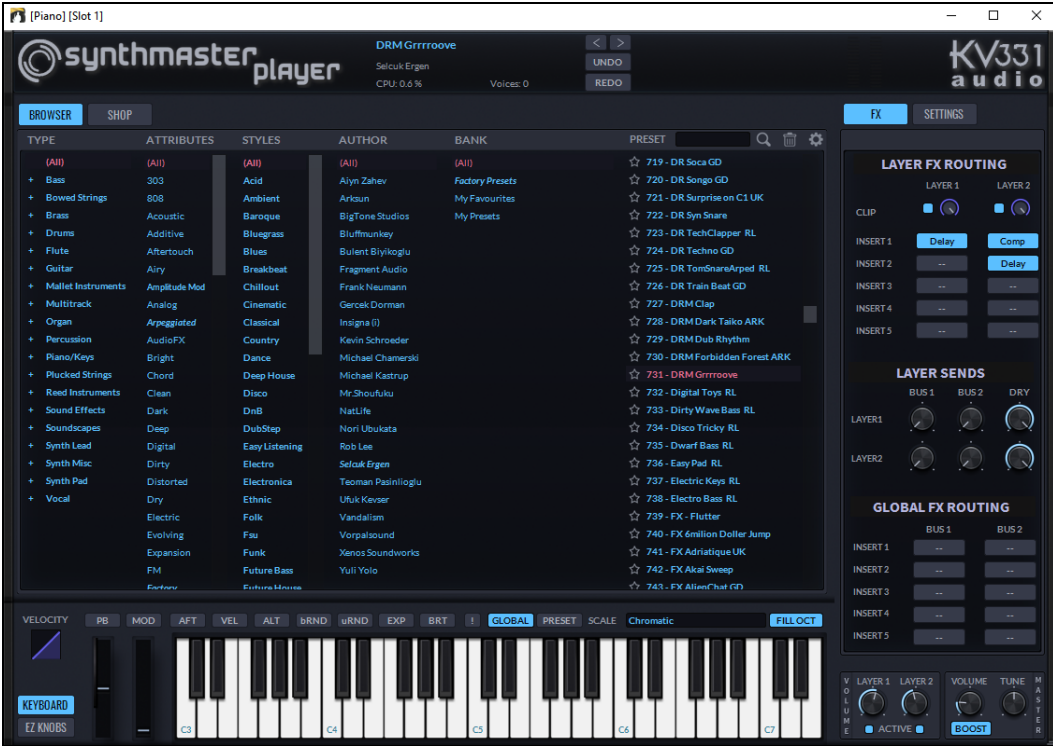 [Piano] [Slot 1]
synthmaster player
DRM Grrrroove
< >
KV331 audio
Selcuk Ergen
UNDO
CPU: 0.6 %
Voices: 0
REDO
BROWSER
SHOP
FX
SETTINGS
TYPE
(All)
+ Bass
+ Bowed Strings
+ Brass
+ Drums
+ Flute
+ Guitar
+ Mallet Instruments
+ Multitrack
+ Organ
+ Percussion
+ Piano/Keys
+ Plucked Strings
+ Reed Instruments
+ Sound Effects
+ Soundscapes
+ Synth Lead
+ Synth Misc
+ Synth Pad
+ Vocal
ATTRIBUTES
(All)
303
808
Acoustic
Additive
Aftertouch
Airy
Amplitude Mod
Analog
Arpeggiated
AudioFX
Bright
Chord
Clean
Dark
Deep
Digital
Dirty
Distorted
Dry
Electric
Evolving
Expansion
FM
Factory
STYLES
(All)
Acid
Ambient
Baroque
Bluegrass
Blues
Breakbeat
Chillout
Cinematic
Classical
Country
Dance
Deep House
Disco
DnB
DubStep
Easy Listening
Electro
Electronica
Ethnic
Folk
Fsu
Funk
Future Bass
Future House
AUTHOR
(All)
Aiyn Zahev
Arksun
BigTone Studios
Bluffmunkey
Bulent Biyikoglu
Fragment Audio
Frank Neumann
Gercek Dorman
Insigna (i)
Kevin Schroeder
Michael Chamerski
Michael Kastrup
Mr.Shoufuku
NatLife
Nori Ubukata
Rob Lee
Selcuk Ergen
Teoman Pasinlioglu
Ufuk Kevser
Vandalism
Vorpalsound
Xenos Soundworks
Yuli Yolo
BANK
(All)
Factory Presets
My Favourites
My Presets
PRESET
719 - DR Soca GD
720 - DR Songo GD
721 - DR Surprise on C1 UK
722 - DR Syn Snare
723 - DR TechClapper RL
724 - DR Techno GD
725 - DR TomSnareArped RL
726 - DR Train Beat GD
727 - DRM Clap
728 - DRM Dark Taiko ARK
729 - DRM Dub Rhythm
730 - DRM Forbidden Forest ARK
731 - DRM Grrrroove
732 - Digital Toys RL
733 - Dirty Wave Bass RL
734 - Disco Tricky RL
735 - Dwarf Bass RL
736 - Easy Pad RL
737 - Electric Keys RL
738 - Electro Bass RL
739 - FX - Flutter
740 - FX 6milion Doller Jump
741 - FX Adriatique UK
742 - FX Akai Sweep
743 - FX AlienChat GD
LAYER FX ROUTING
LAYER 1 LAYER 2
CLIP
INSERT 1 Delay Comp
INSERT 2 -- Delay
INSERT 3 -- --
INSERT 4 -- --
INSERT 5 -- --
LAYER SENDS
BUS 1 BUS 2 DRY
LAYER1
LAYER2
GLOBAL FX ROUTING
BUS 1 BUS 2
INSERT 1 -- --
INSERT 2 -- --
INSERT 3 -- --
INSERT 4 -- --
INSERT 5 -- --
VELOCITY PB MOD AFT VEL ALT bRND uRND EXP BRT ! GLOBAL PRESET SCALE Chromatic FILL OCT
KEYBOARD
EZ KNOBS
C3 C4 C5 C6 C7
VOLUME
LAYER 1 LAYER 2
ACTIVE
VOLUME TUNE
BOOST
MASTER